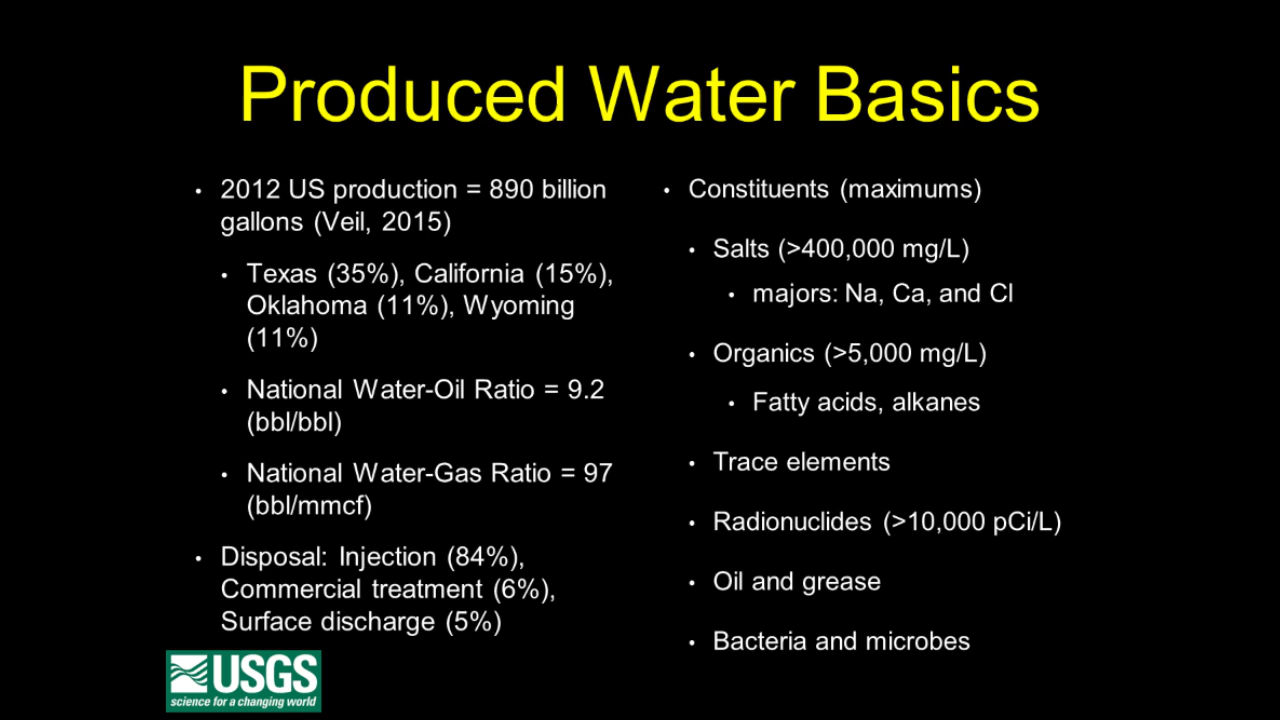 Produced Water Basics
• 2012 US production = 890 billion
gallons (Veil, 2015)
• Texas (35%), California (15%),
Oklahoma (11%), Wyoming
(11%)
• National Water-Oil Ratio = 9.2
(bbl/bbl)
• National Water-Gas Ratio = 97
(bbl/mmcf)
• Disposal: Injection (84%),
Commercial treatment (6%),
Surface discharge (5%)
• Constituents (maximums)
• Salts (>400,000 mg/L)
• majors: Na, Ca, and Cl
• Organics (>5,000 mg/L)
• Fatty acids, alkanes
• Trace elements
• Radionuclides (>10,000 pCi/L)
• Oil and grease
• Bacteria and microbes
USGS
science for a changing world